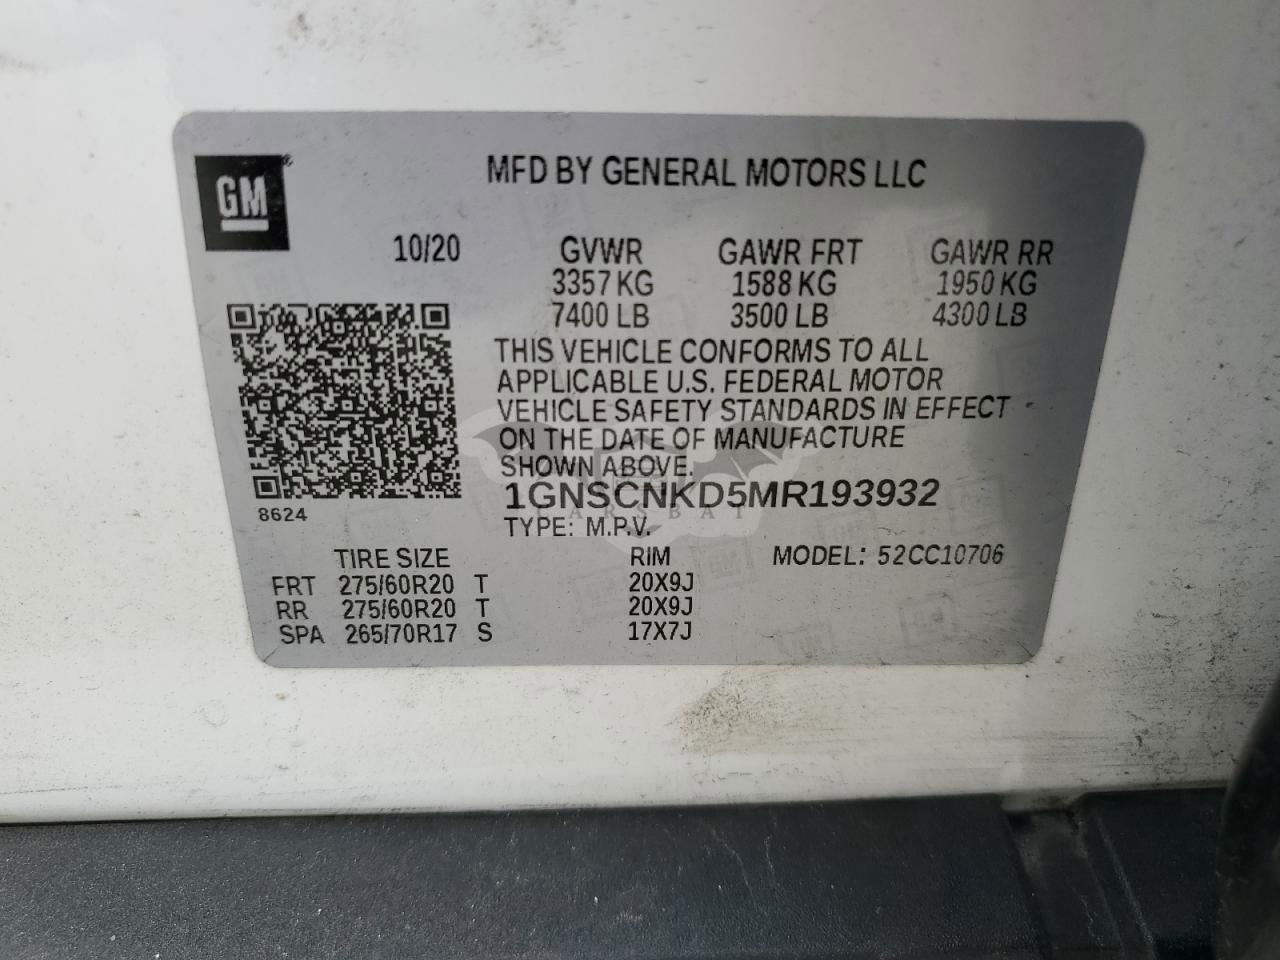 GM
MFD BY GENERAL MOTORS LLC
10/20 GVWR GAWR FRT GAWR RR
3357 KG 1588 KG 1950 KG
7400 LB 3500 LB 4300 LB
THIS VEHICLE CONFORMS TO ALL
APPLICABLE U.S. FEDERAL MOTOR
VEHICLE SAFETY STANDARDS IN EFFECT
ON THE DATE OF MANUFACTURE
SHOWN ABOVE.
1GNSCNKD5MR193932
CARSBAT
8624
TYPE: M.P.V.
TIRE SIZE RIM MODEL: 52CC10706
FRT 275/60R20 T 20X9J
RR 275/60R20 T 20X9J
SPA 265/70R17 S 17X7J